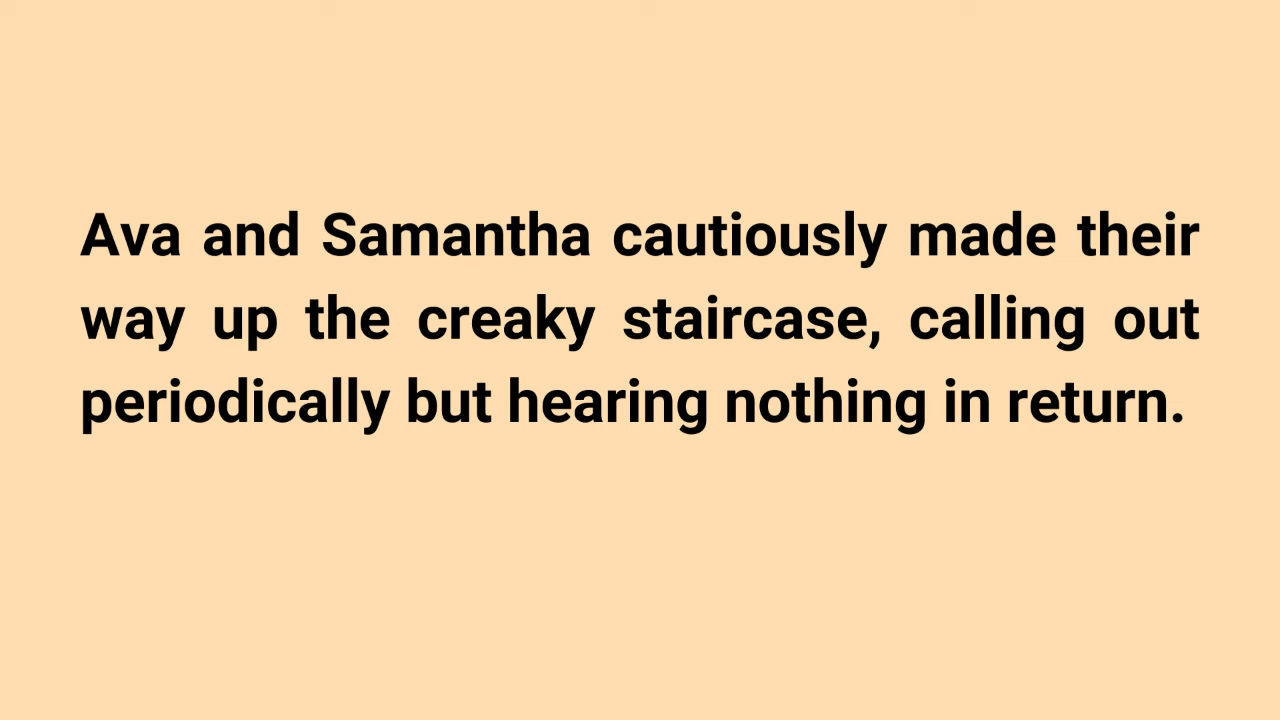 Ava and Samantha cautiously made their
way up the creaky staircase, calling out
periodically but hearing nothing in return.